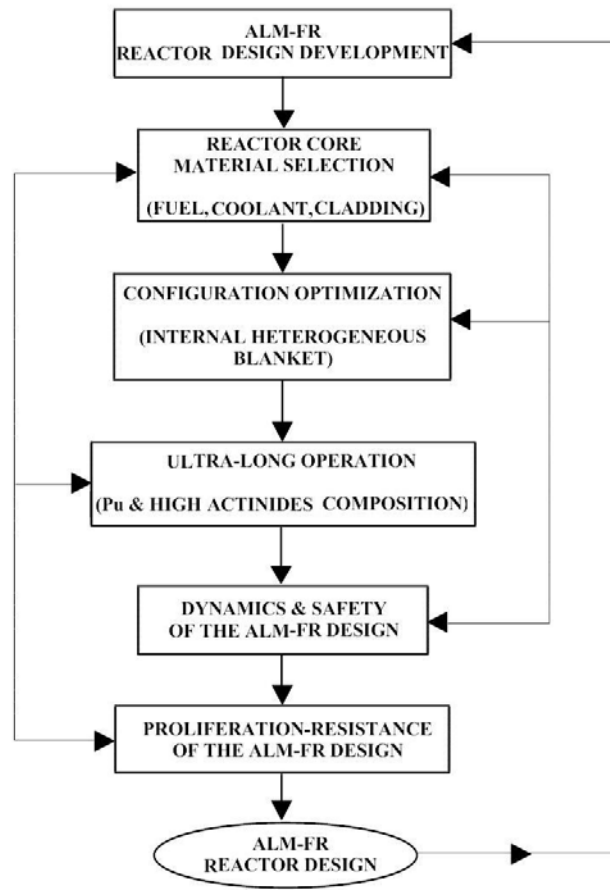 ALM-FR
REACTOR DESIGN DEVELOPMENT
REACTOR CORE
MATERIAL SELECTION
(FUEL,COOLANT,CLADDING)
CONFIGURATION OPTIMIZATION
(INTERNAL HETEROGENEOUS
BLANKET)
ULTRA-LONG OPERATION
(Pu & HIGH ACTINIDES COMPOSITION)
DYNAMICS & SAFETY
OF THE ALM-FR DESIGN
PROLIFERATION-RESISTANCE
OF THE ALM-FR DESIGN
ALM-FR
REACTOR DESIGN